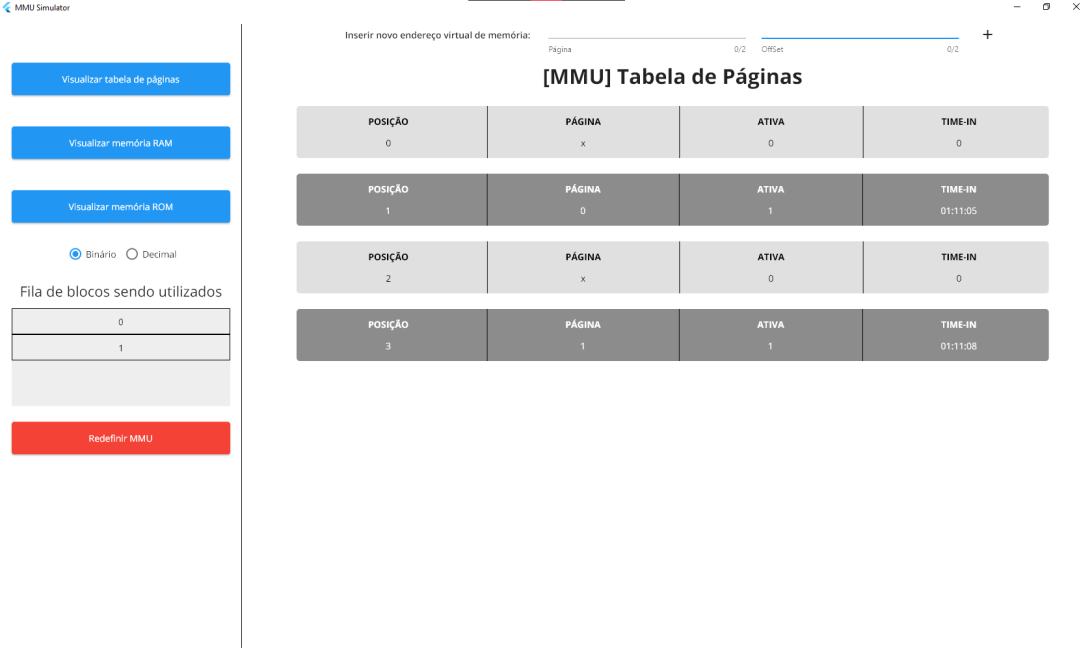 MMU Simulator
Inserir novo endereço virtual de memória:
Página 0/2 OffSet 0/2
Visualizar tabela de páginas
Visualizar memória RAM
Visualizar memória ROM
Binário Decimal
Fila de blocos sendo utilizados
0
1
Redefinir MMU
[MMU] Tabela de Páginas
POSIÇÃO PÁGINA ATIVA TIME-IN
0 x 0 0
POSIÇÃO PÁGINA ATIVA TIME-IN
1 0 1 01:11:05
POSIÇÃO PÁGINA ATIVA TIME-IN
2 x 0 0
POSIÇÃO PÁGINA ATIVA TIME-IN
3 1 1 01:11:08